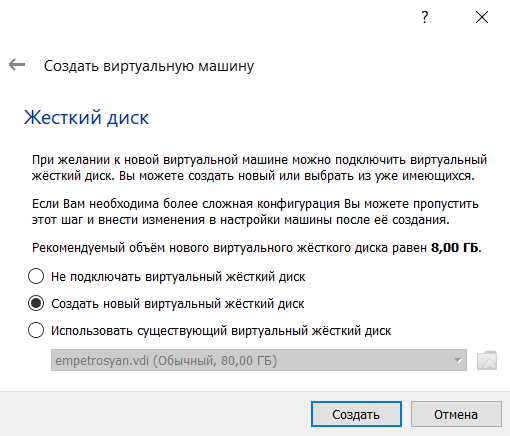 ?
Создать виртуальную машину
Жесткий диск
При желании к новой виртуальной машине можно подключить виртуальный
жёсткий диск. Вы можете создать новый или выбрать из уже имеющихся.
Если Вам необходима более сложная конфигурация Вы можете пропустить
этот шаг и внести изменения в настройки машины после её создания.
Рекомендуемый объём нового виртуального жёсткого диска равен 8,00 ГБ.
Не подключать виртуальный жёсткий диск
Создать новый виртуальный жёсткий диск
Использовать существующий виртуальный жёсткий диск
empetrosyan.vdi (Обычный, 80,00 ГБ)
Создать
Отмена